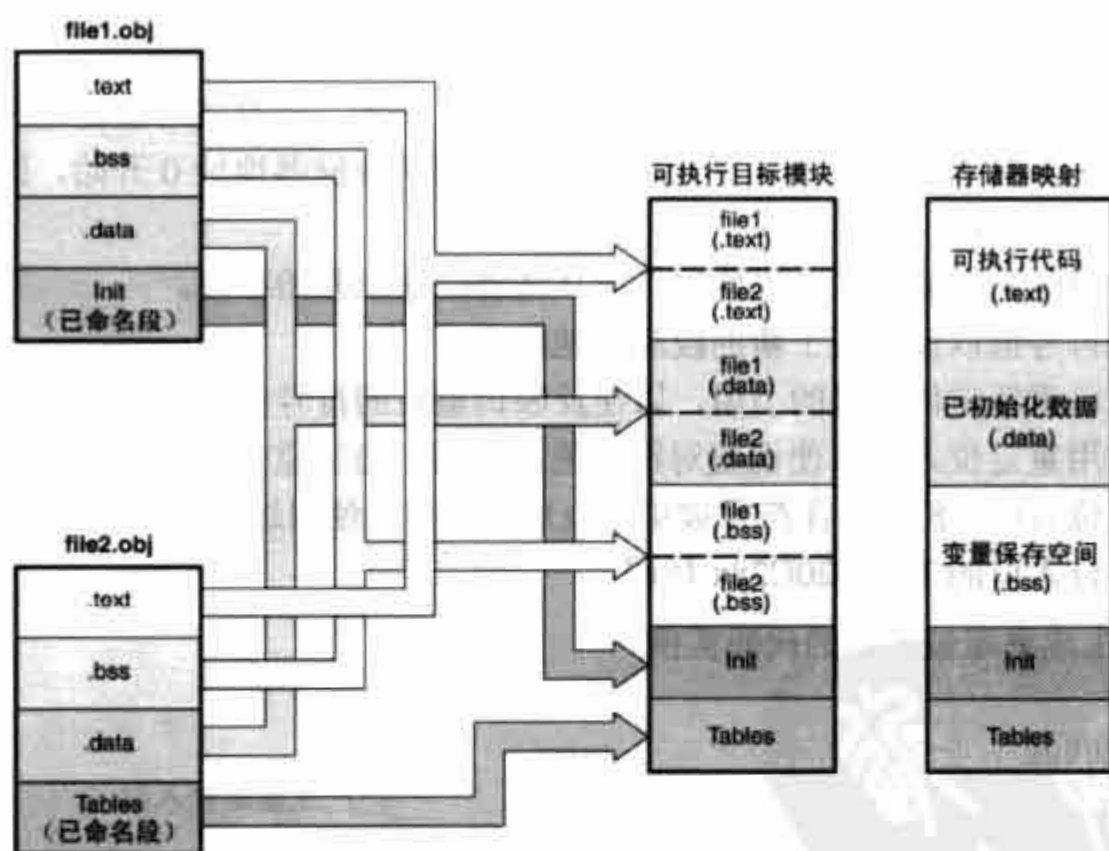 file1.obj
.text
.bss
.data
Init
（已命名段）
file2.obj
.text
.bss
.data
Tables
（已命名段）
可执行目标模块
file1
(.text)
file2
(.text)
file1
(.data)
file2
(.data)
file1
(.bss)
file2
(.bss)
Init
Tables
存储器映射
可执行代码
(.text)
已初始化数据
(.data)
变量保存空间
(.bss)
Init
Tables